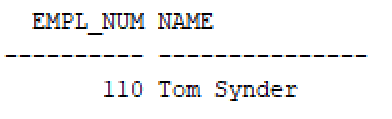 EMPL_NUM NAME
---------- ---------------
110 Tom Synder